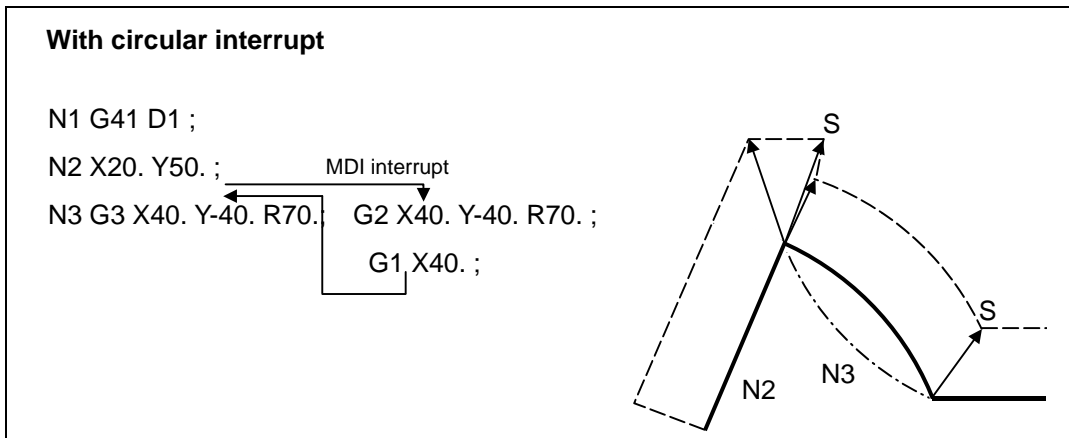 With circular interrupt
N1 G41 D1 ;
N2 X20. Y50. ;
MDI interrupt
N3 G3 X40. Y-40. R70.; G2 X40. Y-40. R70. ;
G1 X40. ;
S
S
N3
N2